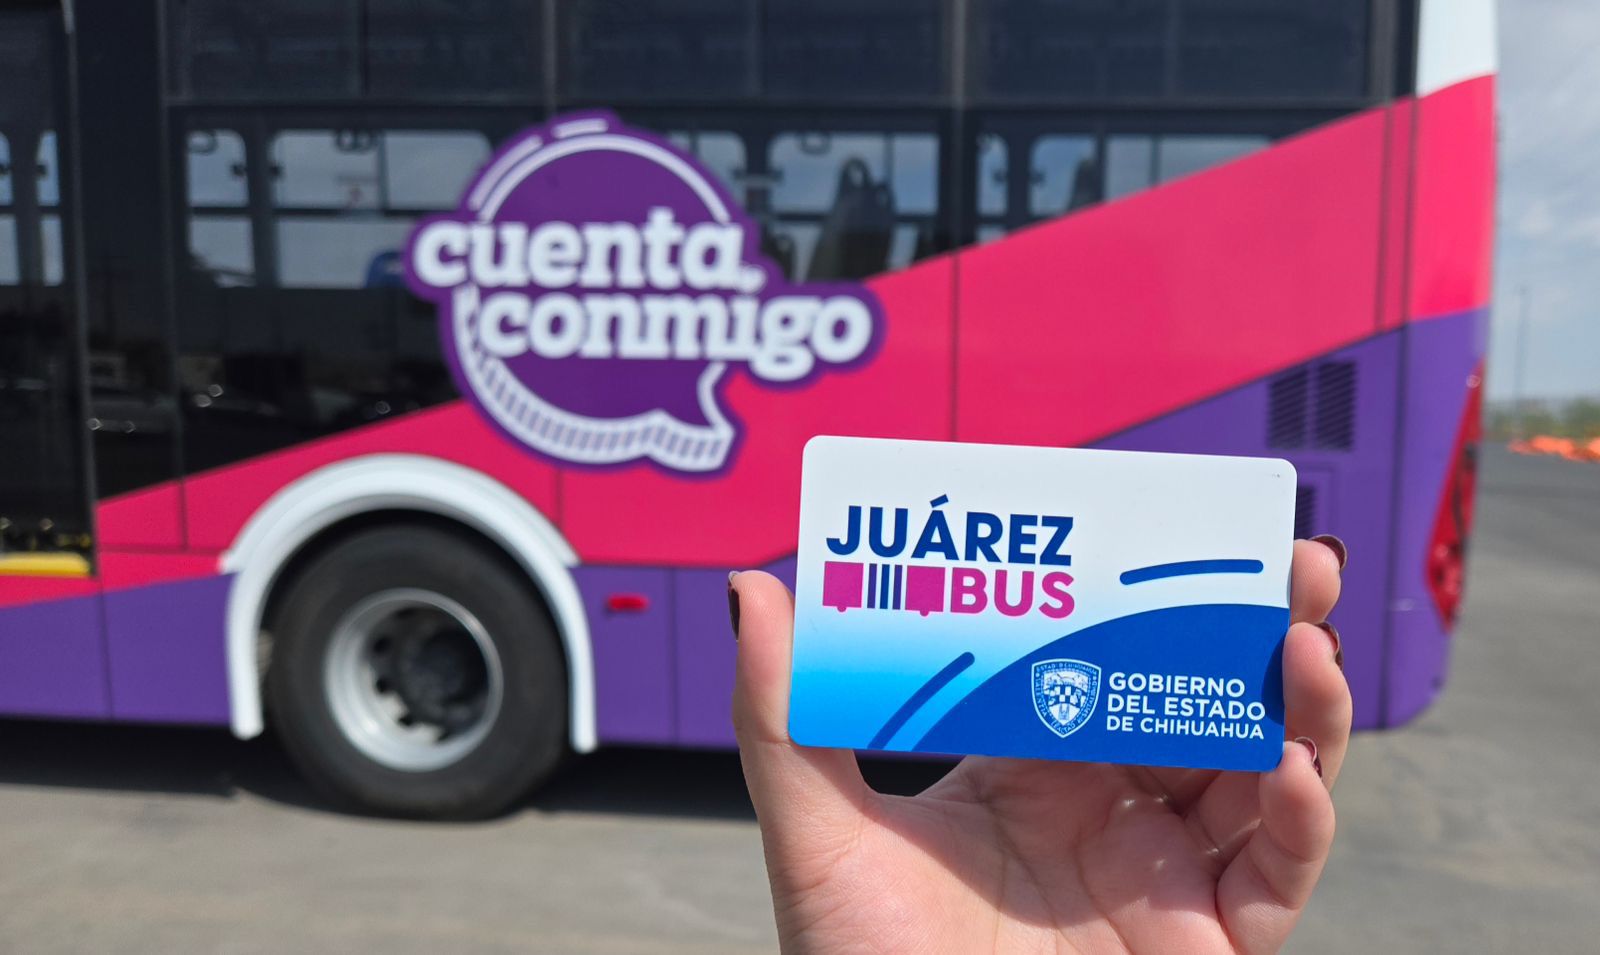 cuenta
conmigo
JUÁREZ
BUS
GOBIERNO
DEL ESTADO
DE CHIHUAHUA